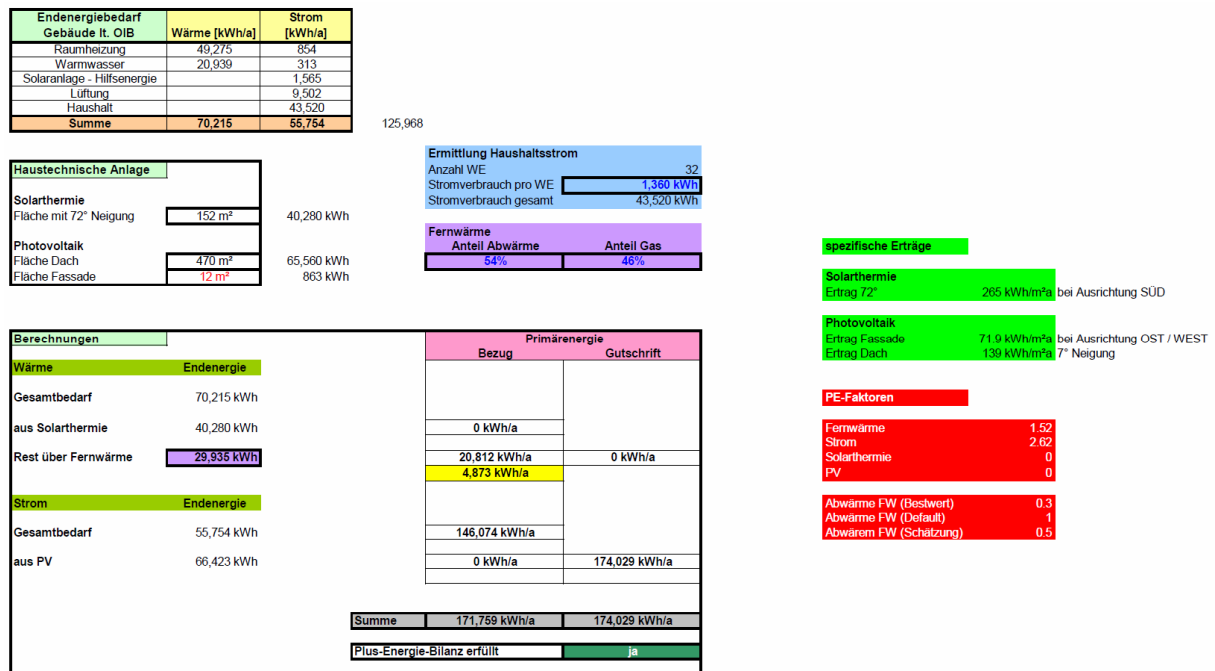 Endenergiebedarf Gebäude lt. OIB Wärme [kWh/a] Strom [kWh/a]
Raumheizung 49,275 854
Warmwasser 20,939 313
Solaranlage - Hilfsenergie 1,565
Lüftung 9,502
Haushalt 43,520
Summe 70,215 55,754 125,968
Ermittlung Haushaltsstrom
Haustechnische Anlage Anzahl WE 32
Stromverbrauch pro WE 1,360 kWh
Solarthermie Stromverbrauch gesamt 43,520 kWh
Fläche mit 72° Neigung 152 m² 40,280 kWh
Fernwärme
Photovoltaik Anteil Abwärme Anteil Gas spezifische Erträge
Fläche Dach 470 m² 65,560 kWh 54% 46%
Fläche Fassade 12 m² 863 kWh Solarthermie
Ertrag 72° 265 kWh/m²a bei Ausrichtung SÜD
Photovoltaik
Berechnungen Primärenergie Ertrag Fassade 71.9 kWh/m²a bei Ausrichtung OST / WEST
Bezug Gutschrift Ertrag Dach 139 kWh/m²a 7° Neigung
Wärme Endenergie
Gesamtbedarf 70,215 kWh PE-Faktoren
aus Solarthermie 40,280 kWh 0 kWh/a Fernwärme 1.52
Strom 2.62
Rest über Fernwärme 29,935 kWh 20,812 kWh/a 0 kWh/a Solarthermie 0
4,873 kWh/a PV 0
Strom Endenergie Abwärme FW (Bestwert) 0.3
Abwärme FW (Default) 1
Gesamtbedarf 55,754 kWh 146,074 kWh/a Abwärem FW (Schätzung) 0.5
aus PV 66,423 kWh 0 kWh/a 174,029 kWh/a
Summe 171,759 kWh/a 174,029 kWh/a
Plus-Energie-Bilanz erfüllt ja